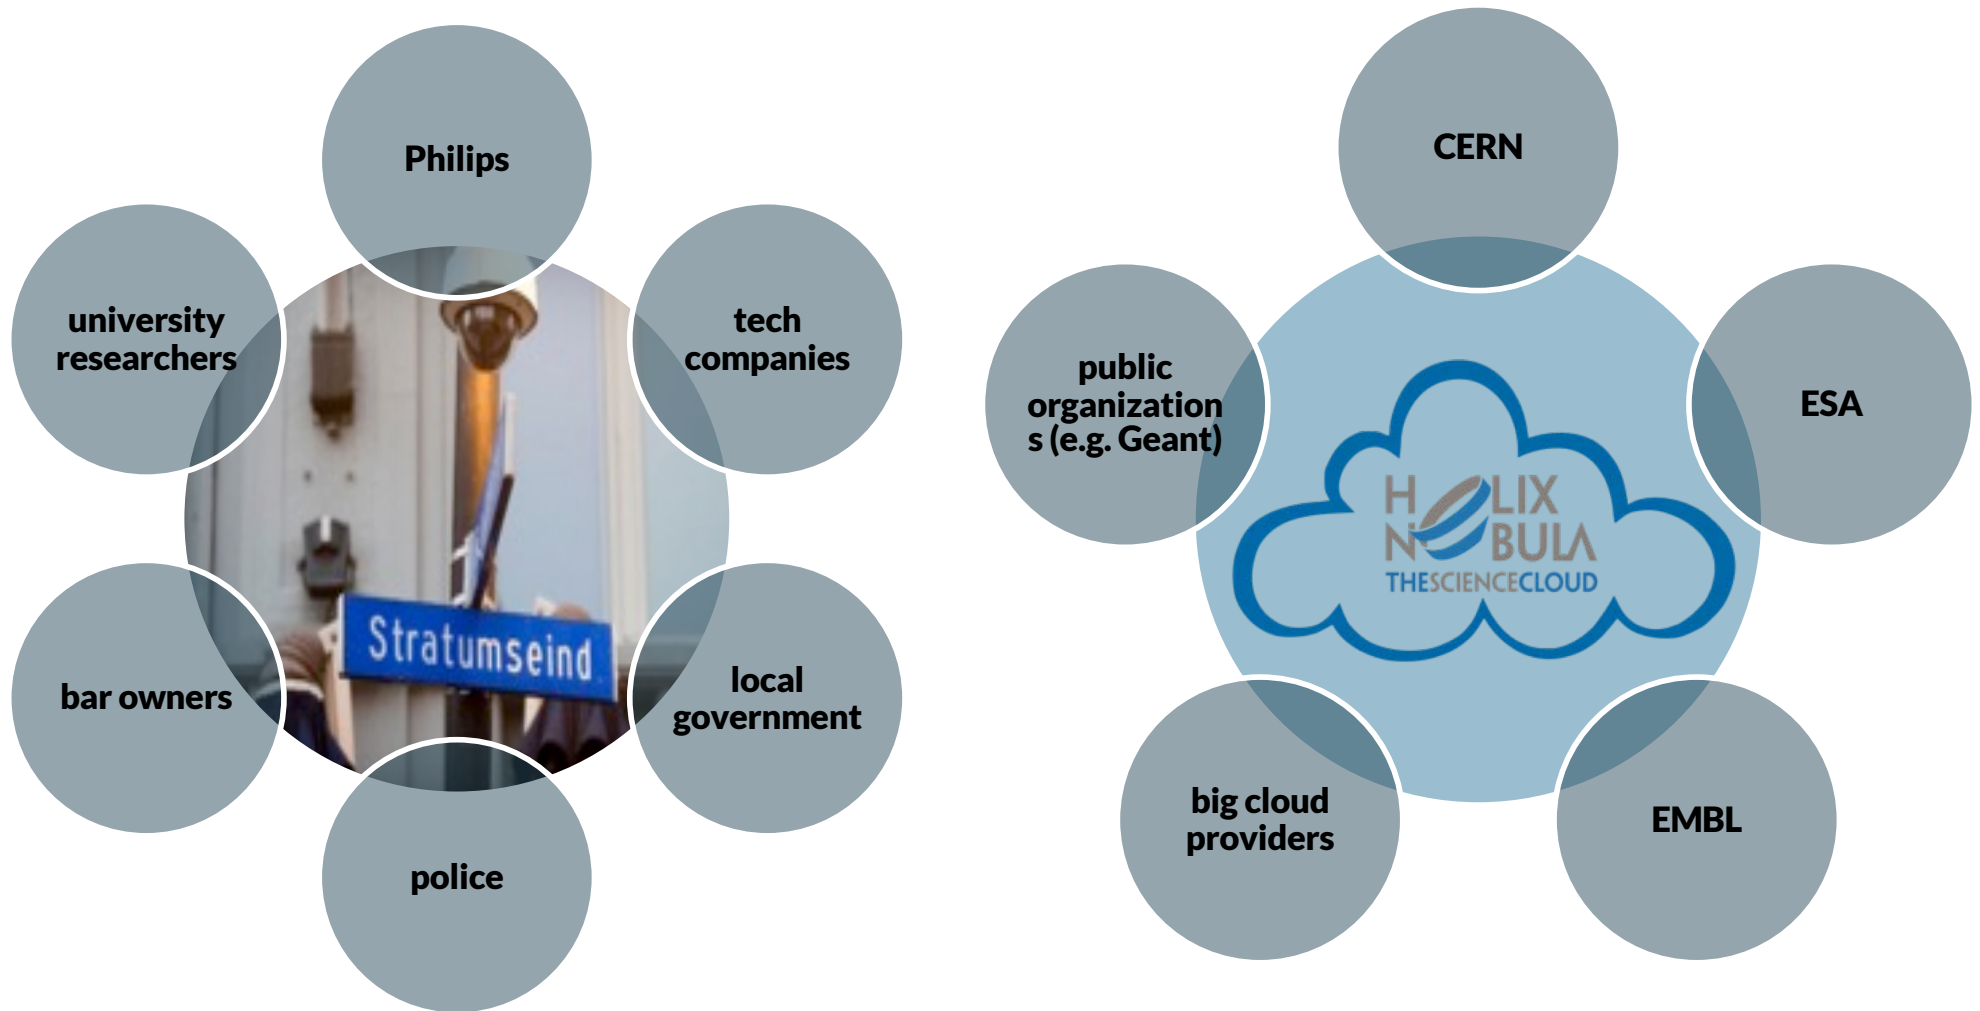 Philips
university
researchers
tech
companies
Stratumseind
bar owners
local
government
police
CERN
public
organization
s (e.g. Geant)
ESA
HELIX
NEBULA
THESCIENCECLOUD
big cloud
providers
EMBL